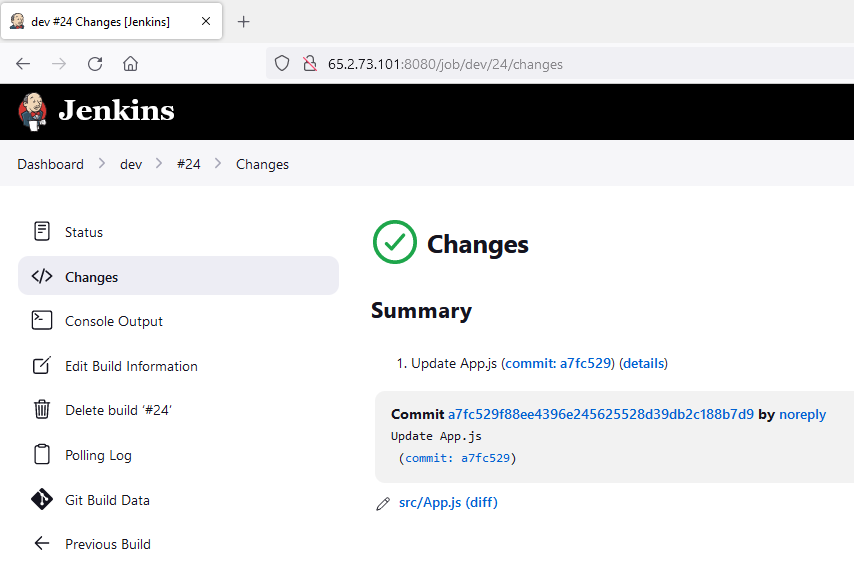 dev #24 Changes [Jenkins]
65.2.73.101:8080/job/dev/24/changes
Jenkins
Dashboard > dev > #24 > Changes
Status
Changes
Console Output
Edit Build Information
Delete build ‘#24’
Polling Log
Git Build Data
Previous Build
Changes
Summary
1. Update App.js (commit: a7fc529) (details)
Commit a7fc529f88ee4396e245625528d39db2c188b7d9 by noreply
Update App.js
(commit: a7fc529)
src/App.js (diff)